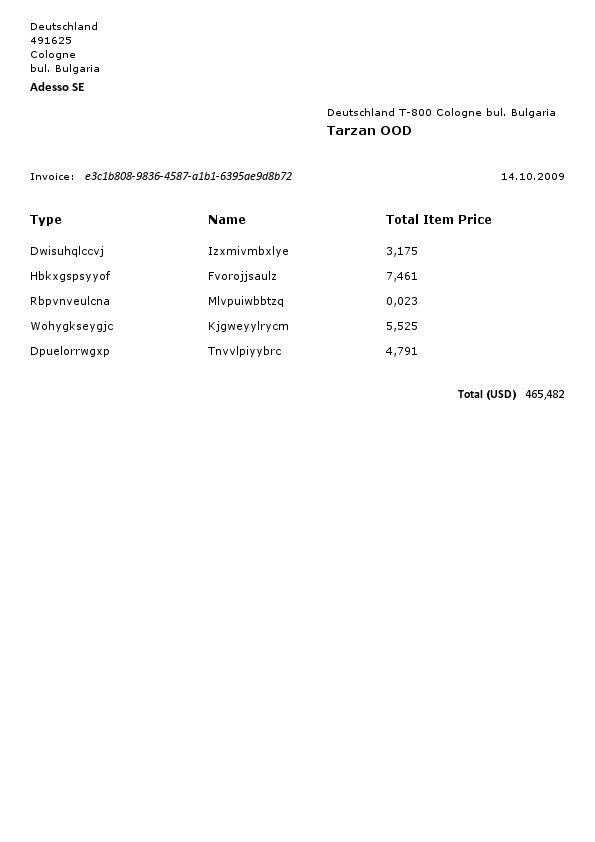 Deutschland
491625
Cologne
bul. Bulgaria
Adesso SE
Deutschland T-800 Cologne bul. Bulgaria
Tarzan OOD
Invoice: e3c1b808-9836-4587-a1b1-6395ae9d8b72 14.10.2009
Type Name Total Item Price
Dwisuhqlccvj Izxmivmbxlye 3,175
Hbkxgspsyyof Fvorojjsaulz 7,461
Rbpvnveulcna Mlvpuiwbbtzq 0,023
Wohygkseygjc Kjgweyylrycm 5,525
Dpuelorrwgxp Tnvvlpiyybrc 4,791
Total (USD) 465,482